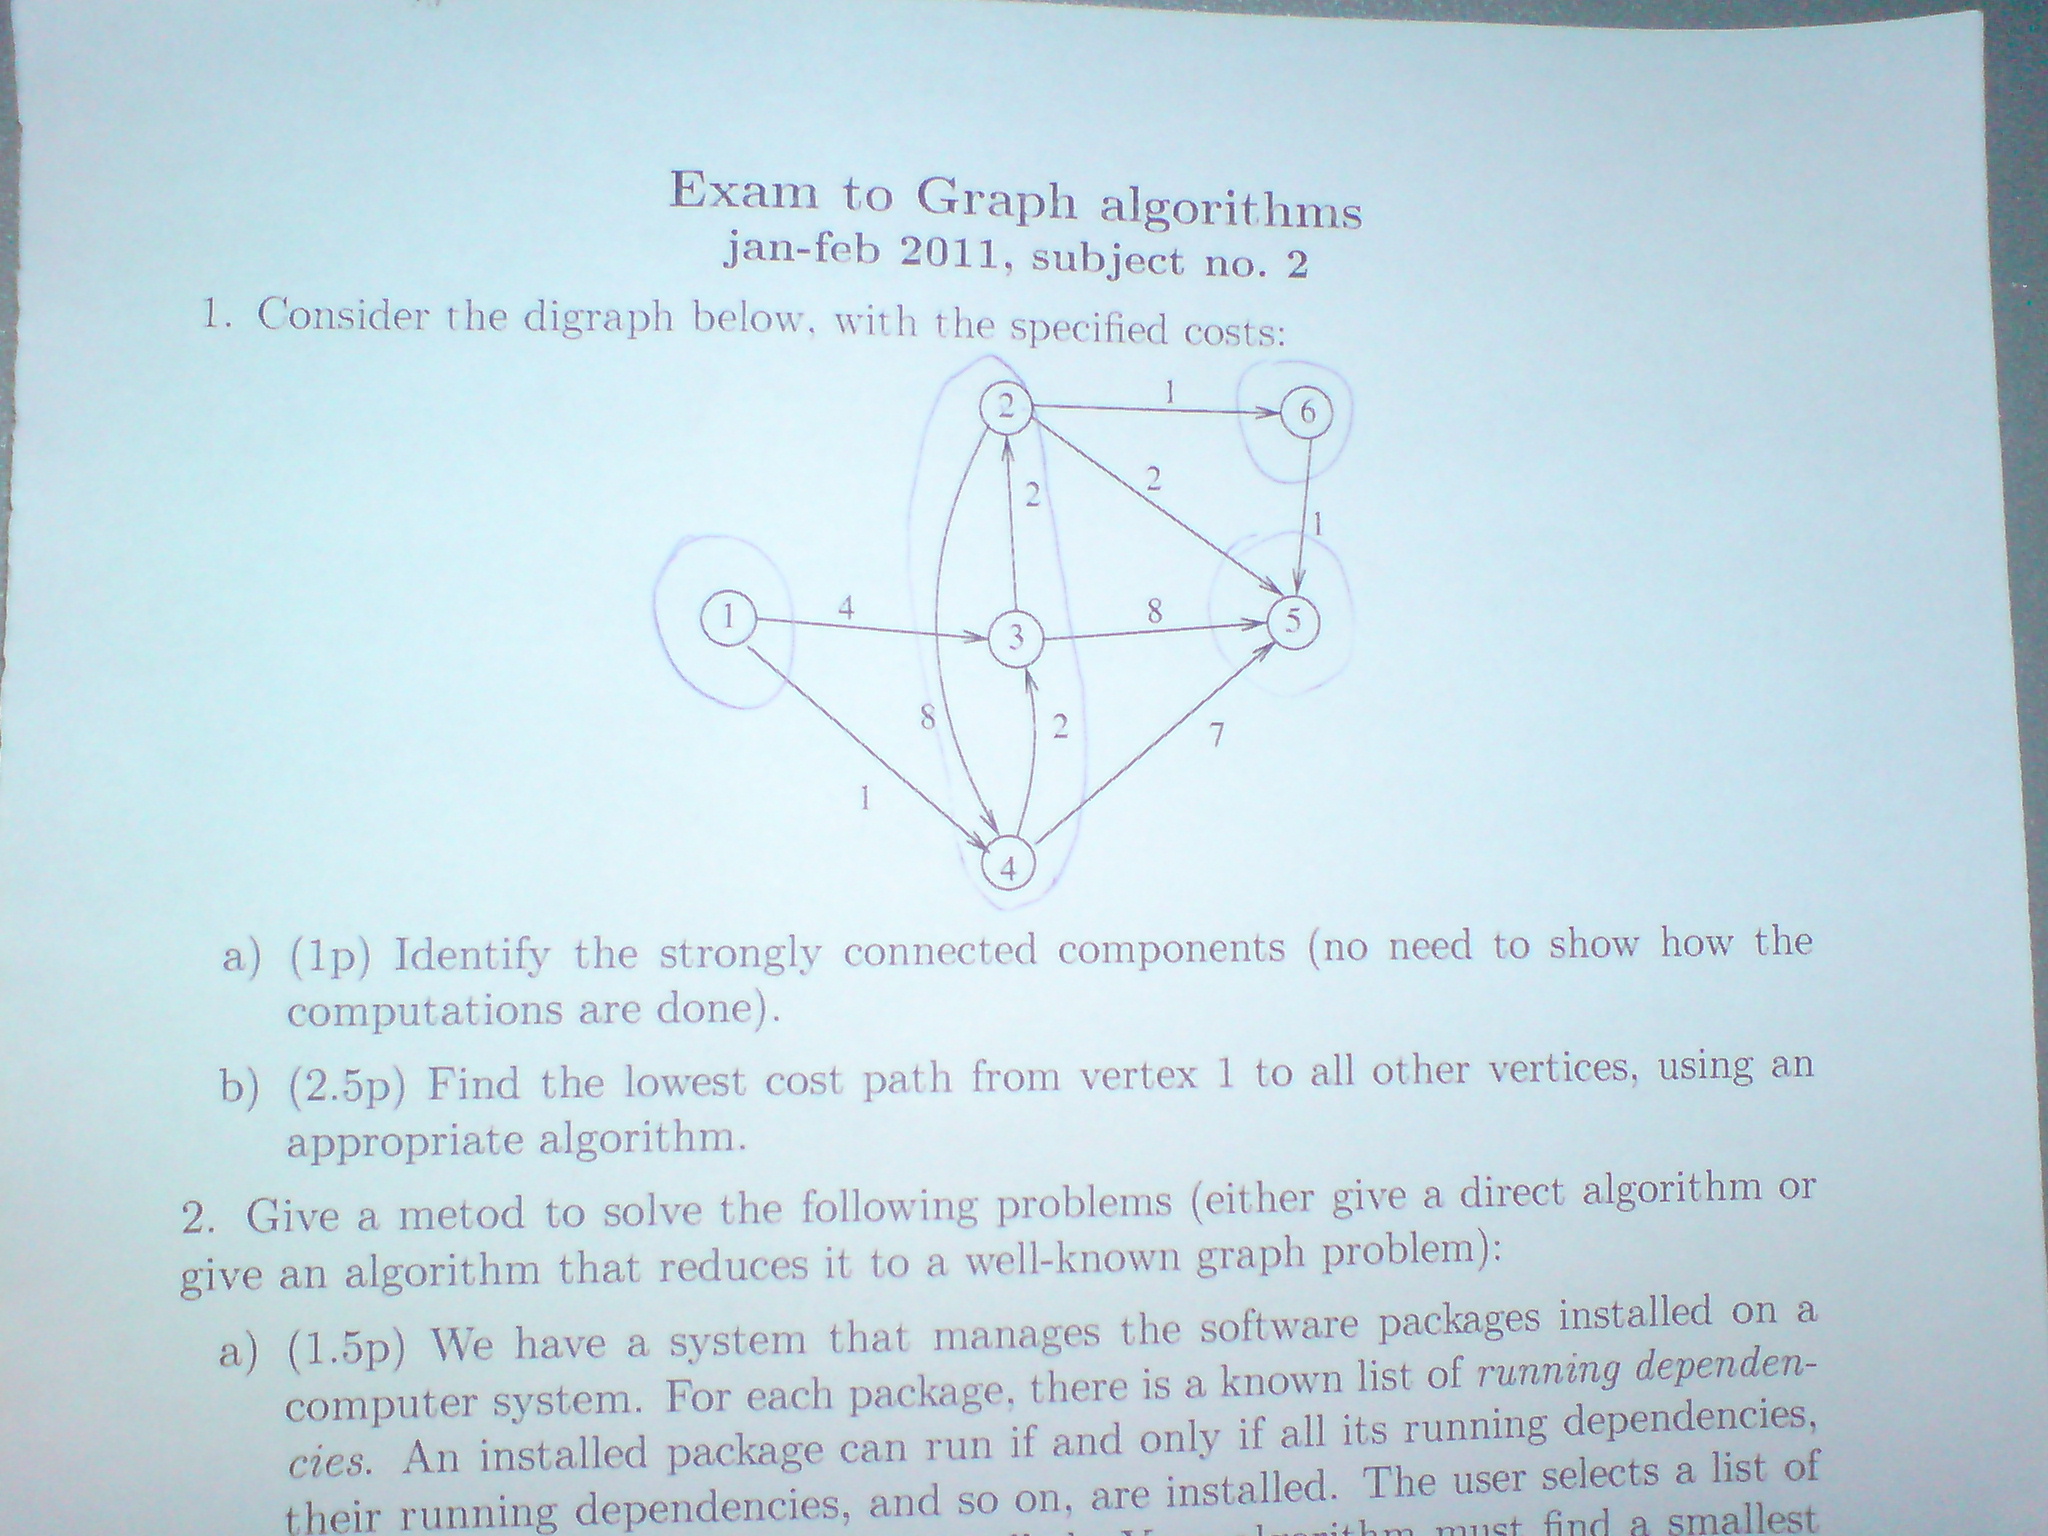 Exam to Graph algorithms
jan-feb 2011, subject no. 2
1. Consider the digraph below, with the specified costs:
2 1 6
2
2
1
1 4 3 8 5
8 2 7
1
4
a) (1p) Identify the strongly connected components (no need to show how the
computations are done).
b) (2.5p) Find the lowest cost path from vertex 1 to all other vertices, using an
appropriate algorithm.
2. Give a metod to solve the following problems (either give a direct algorithm or
give an algorithm that reduces it to a well-known graph problem):
a) (1.5p) We have a system that manages the software packages installed on a
computer system. For each package, there is a known list of running dependen-
cies. An installed package can run if and only if all its running dependencies,
their running dependencies, and so on, are installed. The user selects a list of
must find a smallest